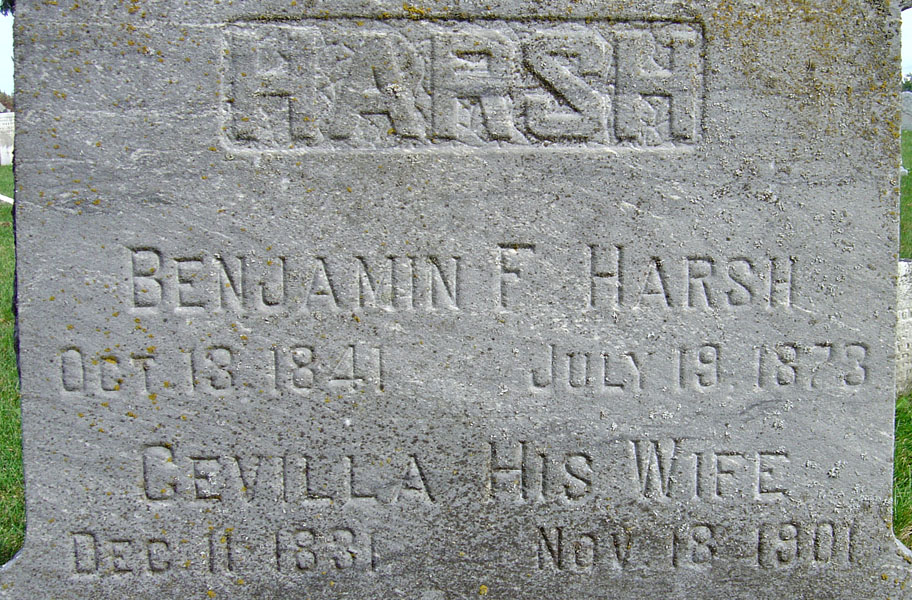 HARSH
BENJAMIN F. HARSH
OCT. 13. 1841 JULY 19. 1873
CEVILLA HIS WIFE
DEC. 11. 1831 NOV. 18 1901